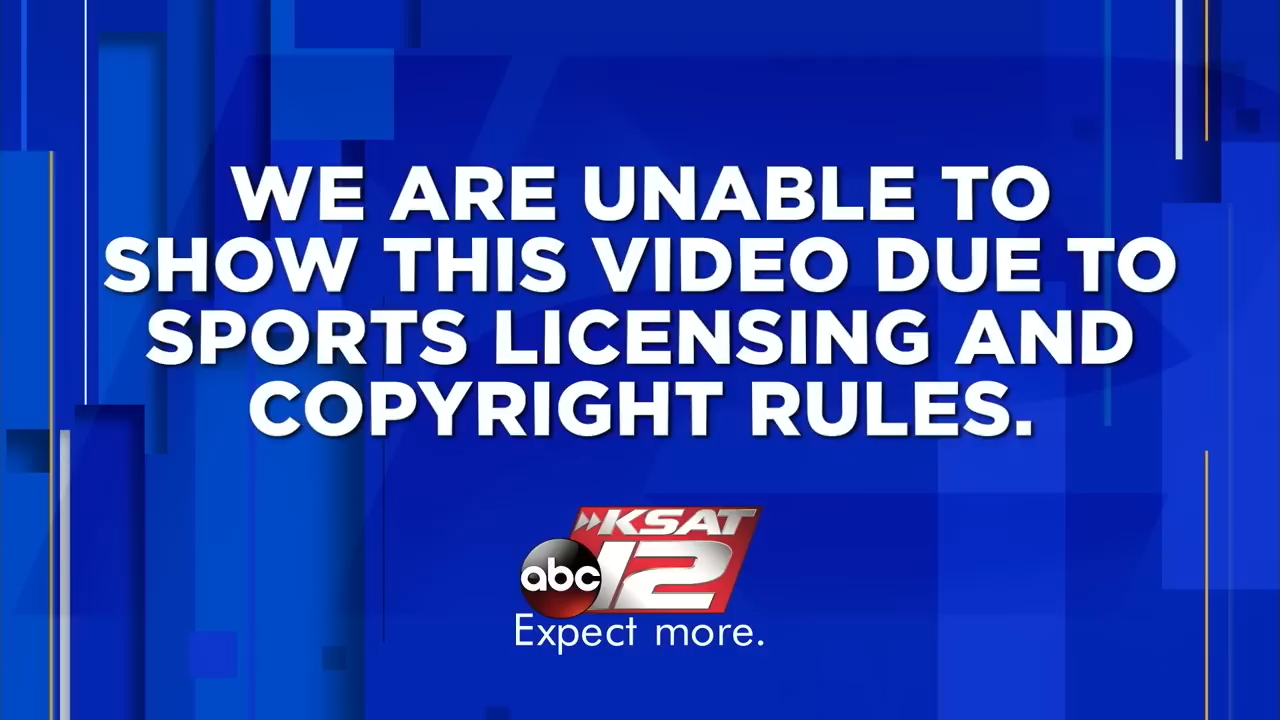 WE ARE UNABLE TO
SHOW THIS VIDEO DUE TO
SPORTS LICENSING AND
COPYRIGHT RULES.
KSAT
abc 12
Expect more.